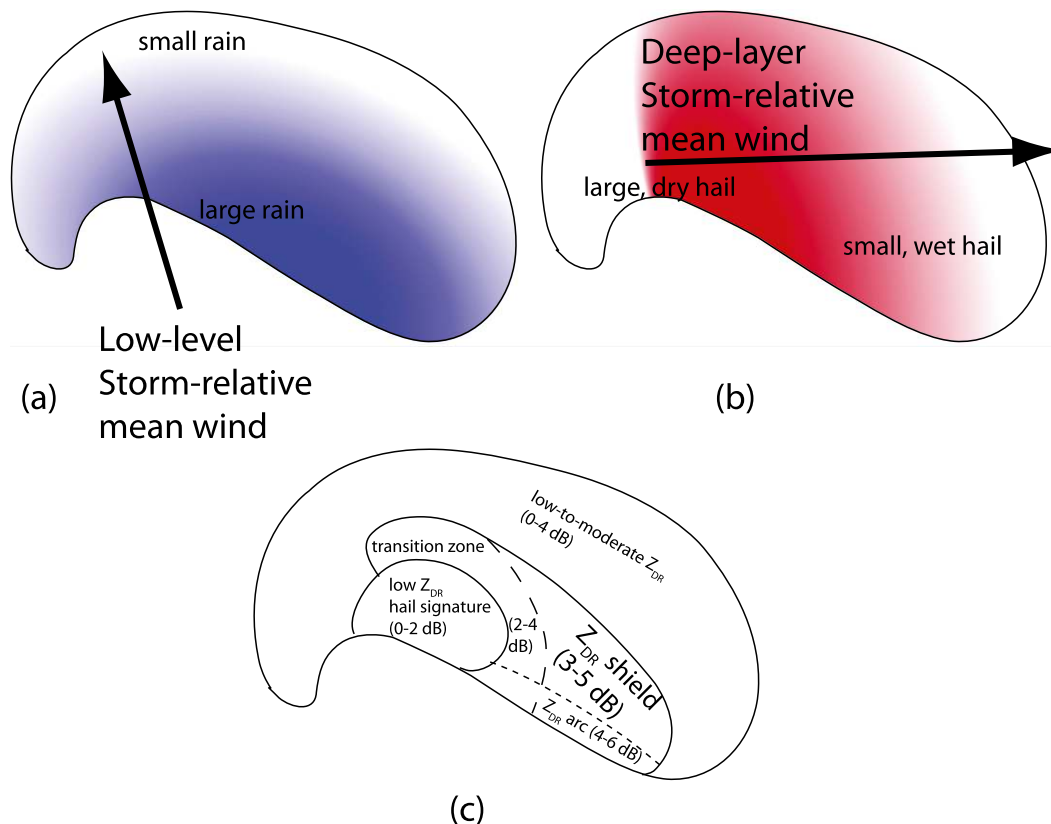 small rain
large rain
Low-level
Storm-relative
mean wind
(a)
Deep-layer
Storm-relative
mean wind
large, dry hail
small, wet hail
(b)
low-to-moderate ZDR
(0-4 dB)
transition zone
low ZDR
hail signature
(0-2 dB)
(2-4
dB)
ZDR shield
(3-5 dB)
ZDR arc (4-6 dB)
(c)